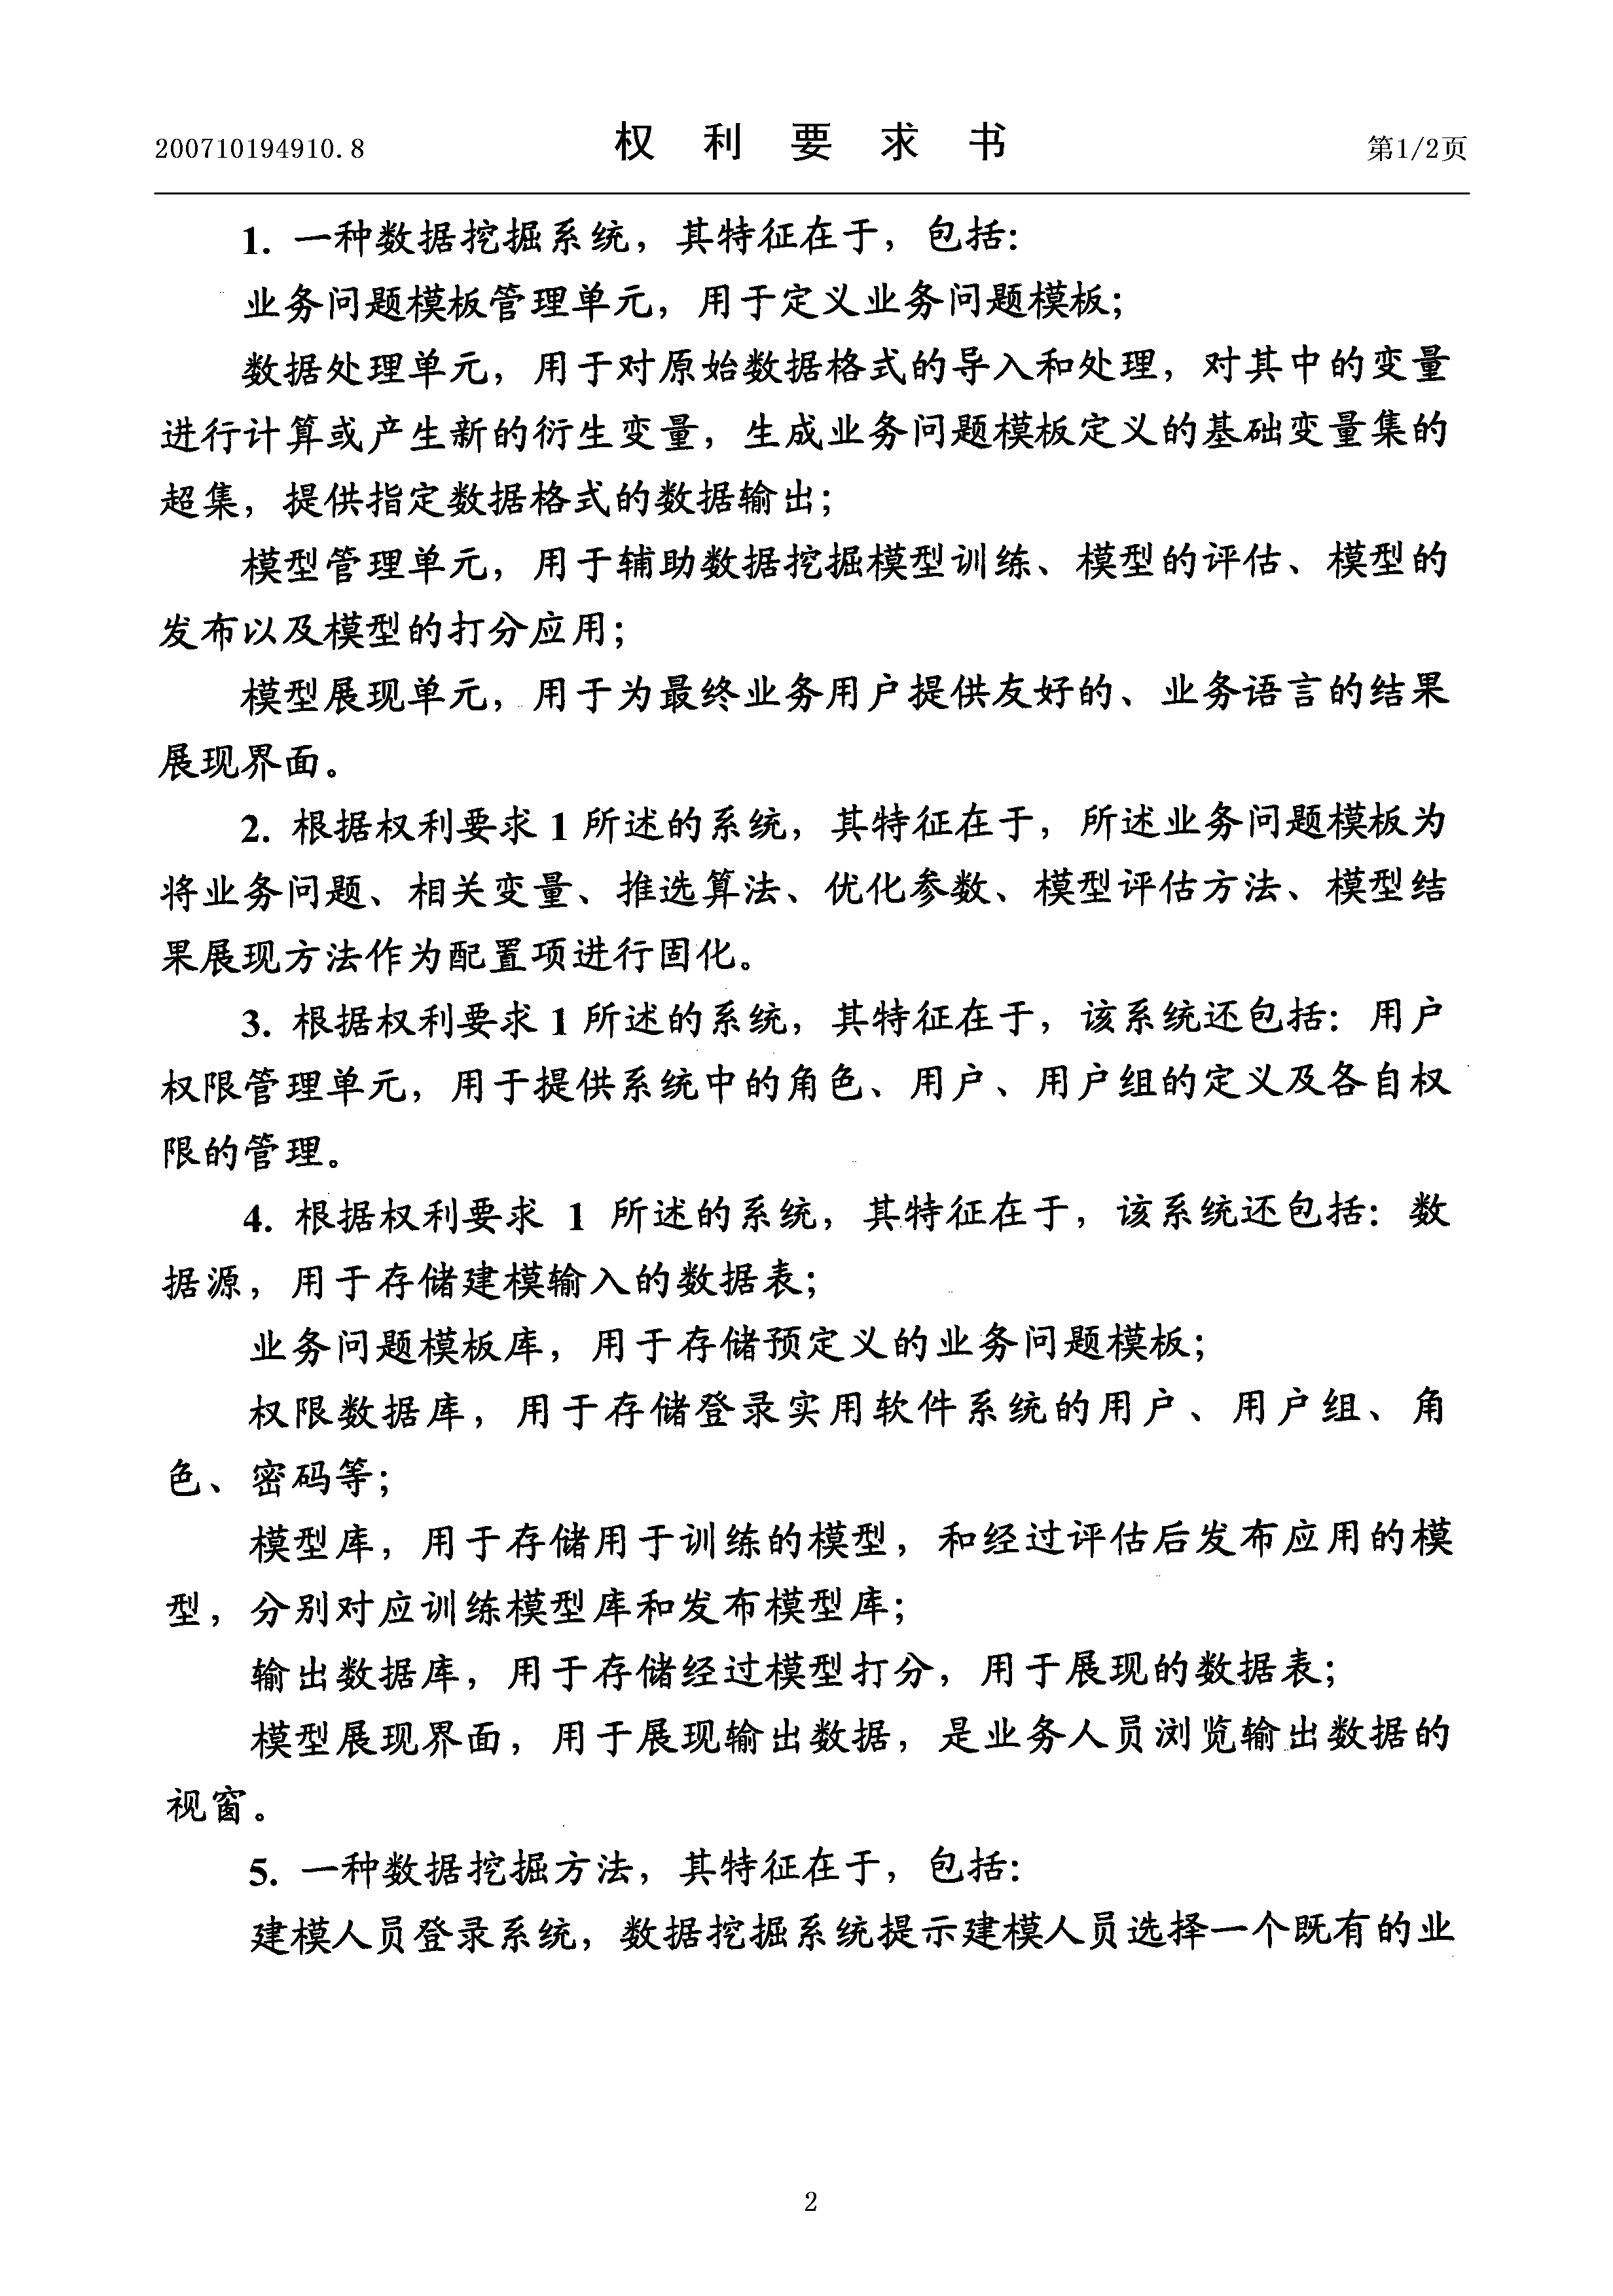 200710194910.8
权利要求书
第1/2页
1. 一种数据挖掘系统，其特征在于，包括：
业务问题模板管理单元，用于定义业务问题模板；
数据处理单元，用于对原始数据格式的导入和处理，对其中的变量
进行计算或产生新的衍生变量，生成业务问题模板定义的基础变量集的
超集，提供指定数据格式的数据输出；
模型管理单元，用于辅助数据挖掘模型训练、模型的评估、模型的
发布以及模型的打分应用；
模型展现单元，用于为最终业务用户提供友好的、业务语言的结果
展现界面。
2. 根据权利要求1所述的系统，其特征在于，所述业务问题模板为
将业务问题、相关变量、推选算法、优化参数、模型评估方法、模型结
果展现方法作为配置项进行固化。
3. 根据权利要求1所述的系统，其特征在于，该系统还包括：用户
权限管理单元，用于提供系统中的角色、用户、用户组的定义及各自权
限的管理。
4. 根据权利要求 1 所述的系统，其特征在于，该系统还包括：数
据源，用于存储建模输入的数据表；
业务问题模板库，用于存储预定义的业务问题模板；
权限数据库，用于存储登录实用软件系统的用户、用户组、角
色、密码等；
模型库，用于存储用于训练的模型，和经过评估后发布应用的模
型，分别对应训练模型库和发布模型库；
输出数据库，用于存储经过模型打分，用于展现的数据表；
模型展现界面，用于展现输出数据，是业务人员浏览输出数据的
视窗。
5. 一种数据挖掘方法，其特征在于，包括：
建模人员登录系统，数据挖掘系统提示建模人员选择一个既有的业
2